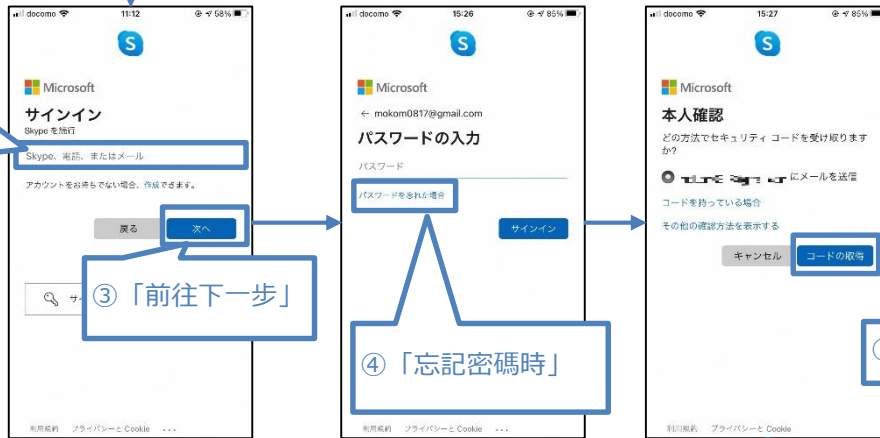 docomo 11:12 58%
Microsoft
サインイン
Skype を続行
Skype、電話、またはメール
アカウントをお持ちでない場合、作成できます。
戻る 次へ
③「前往下一步」
利用規約 プライバシーと Cookie ...
docomo 15:26 85%
Microsoft
← mokom0817@gmail.com
パスワードの入力
パスワード
パスワードを忘れた場合
サインイン
④「忘記密碼時」
利用規約 プライバシーと Cookie ...
docomo 15:27 85%
Microsoft
本人確認
どの方法でセキュリティ コードを受け取ります
か?
にメールを送信
コードを持っている場合
その他の確認方法を表示する
キャンセル コードの取得
利用規約 プライバシーと Cookie